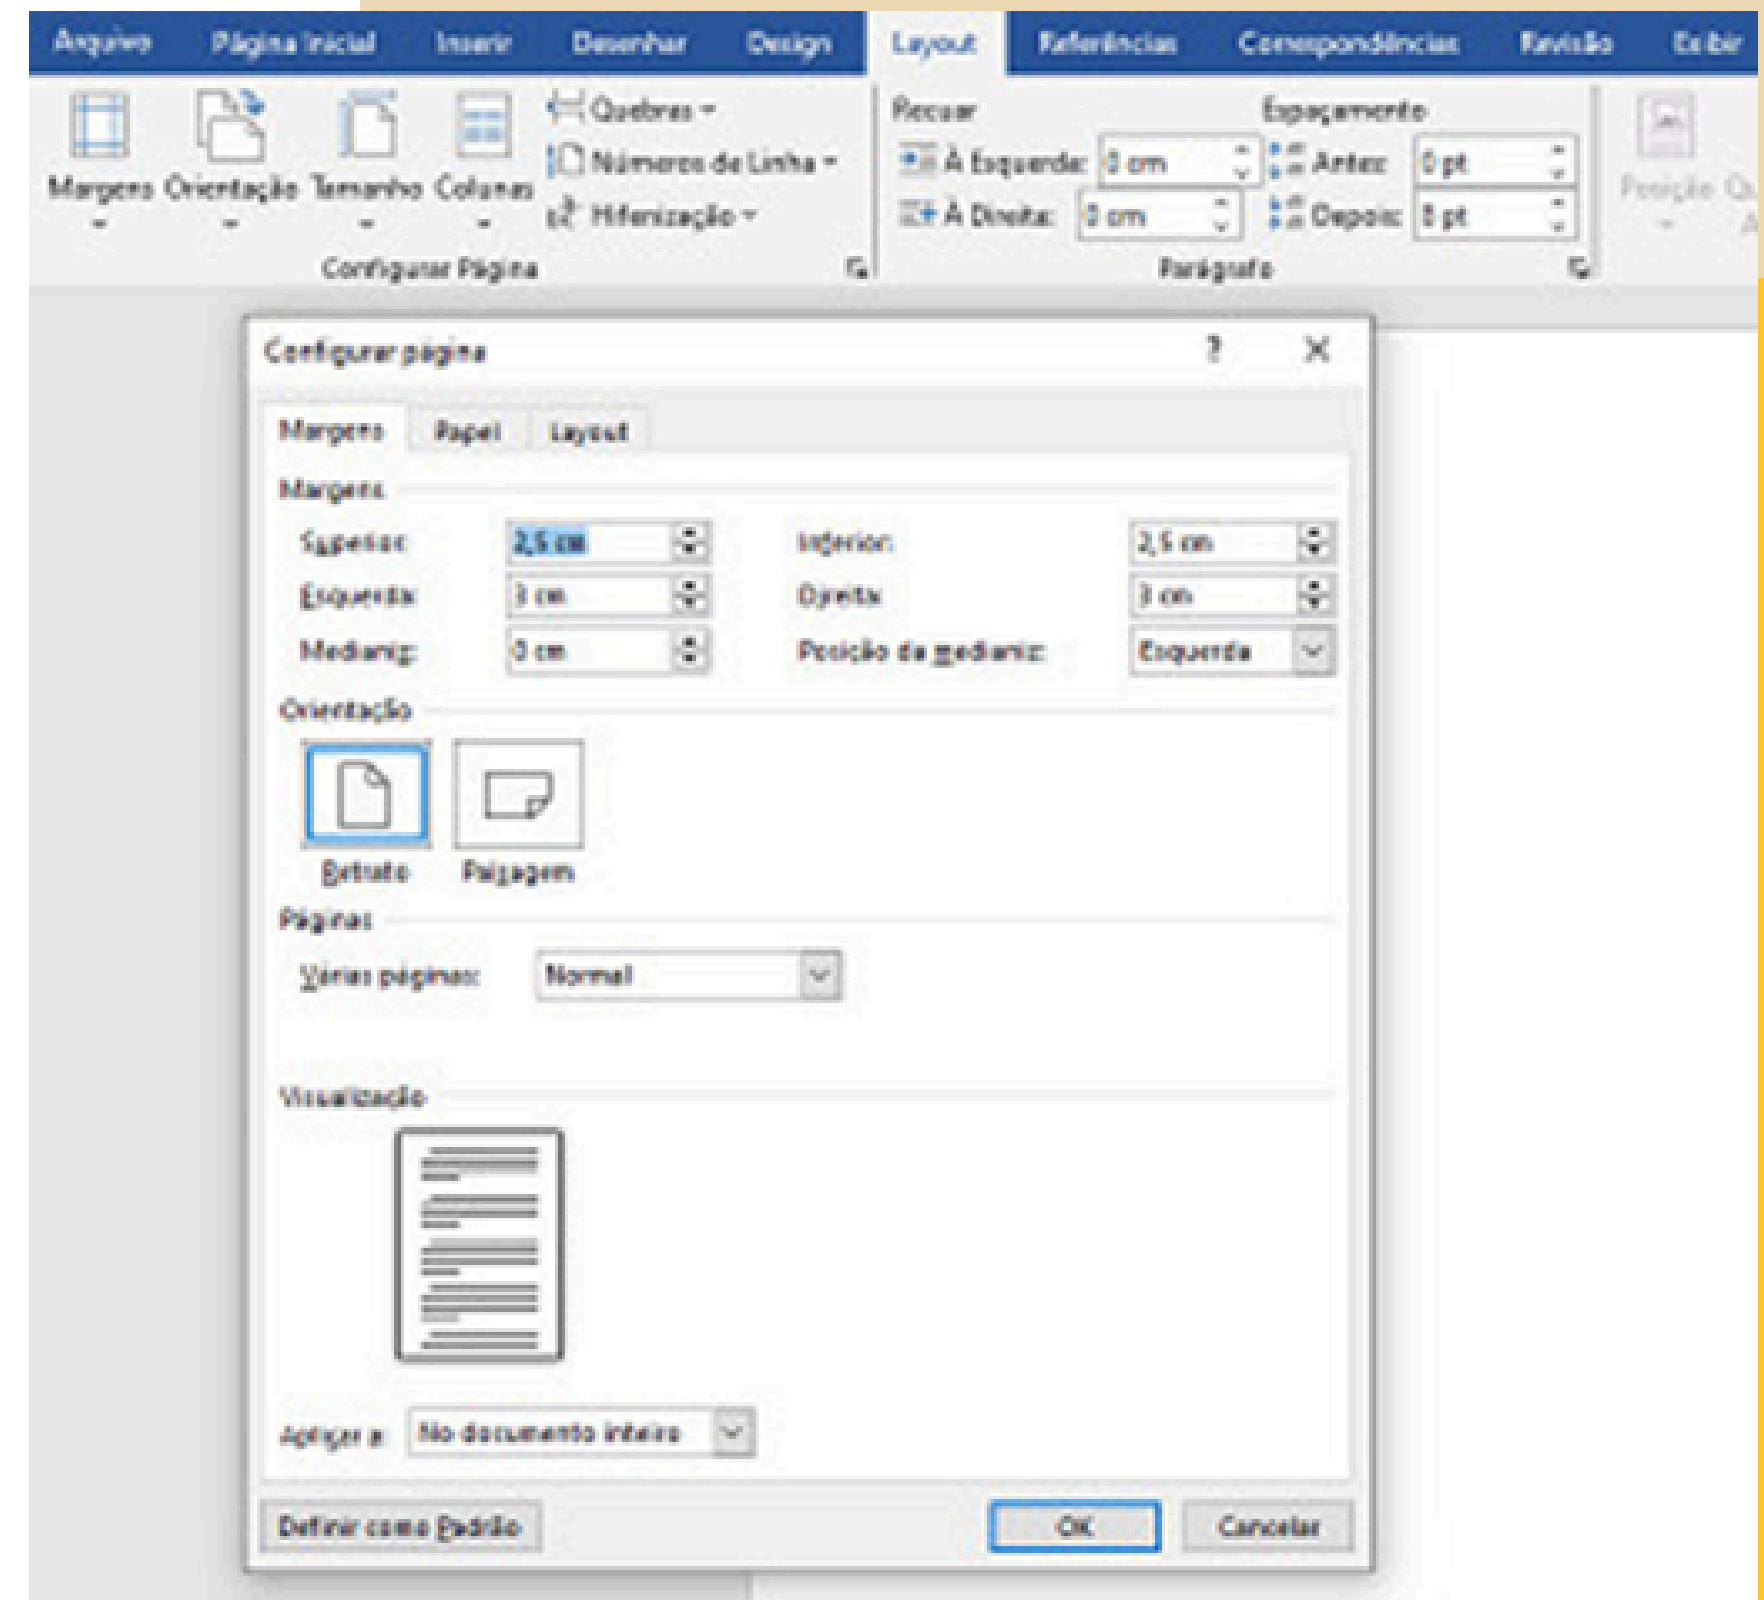 Arquivo Página Inicial Inserir Desenhar Design Layout Referências Correspondências Revisão Exibir
Quebras Recuar Espaçamento
Números de Linha À Esquerda: 0 cm Antes: 0 pt
Margens Orientação Tamanho Colunas Posição
Hifenização À Direita: 0 cm Depois: 8 pt
Configurar Página Parágrafo
Configurar página ? X
Margens Papel Layout
Margens
Superior: 2,5 cm Inferior: 2,5 cm
Esquerda: 3 cm Direita: 3 cm
Medianiz: 0 cm Posição da medianiz: Esquerda
Orientação
Retrato Paisagem
Páginas
Várias páginas: Normal
Visualização
Aplicar a: No documento inteiro
Definir como Padrão OK Cancelar